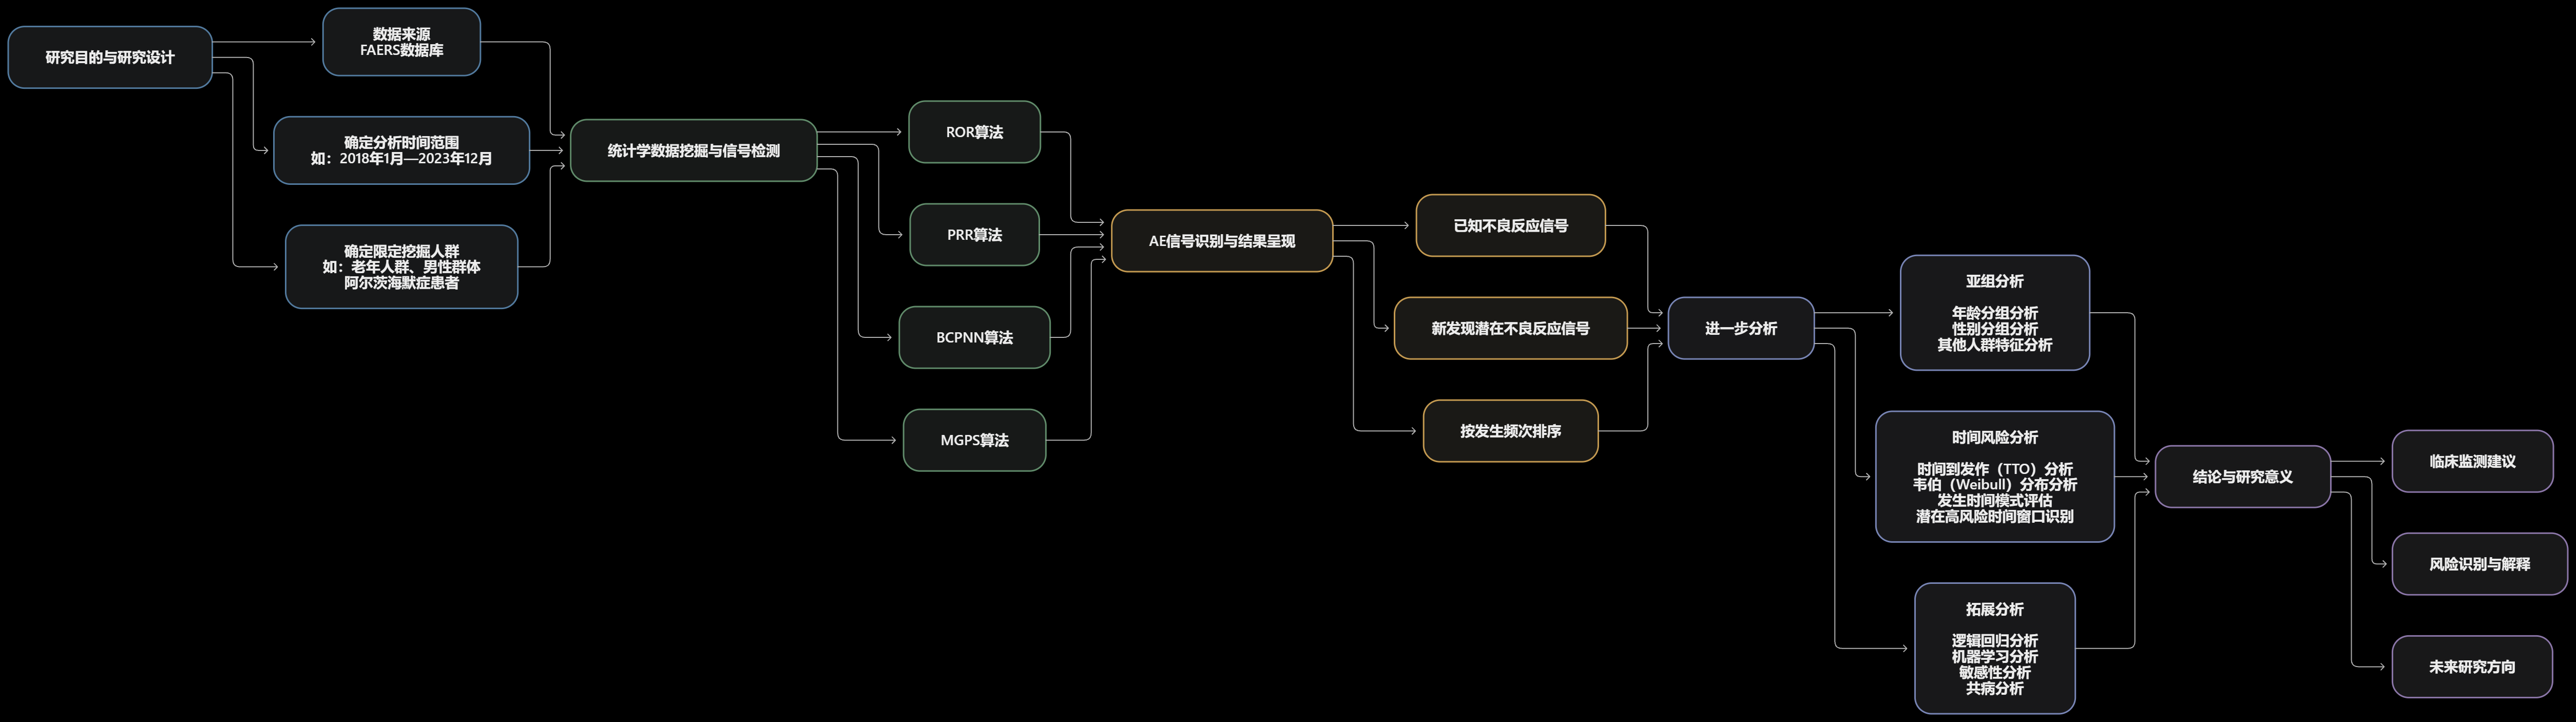 研究目的与研究设计
数据来源
FAERS数据库
确定分析时间范围
如：2018年1月—2023年12月
确定限定挖掘人群
如：老年人群、男性群体
阿尔茨海默症患者
统计学数据挖掘与信号检测
ROR算法
PRR算法
BCPNN算法
MGPS算法
AE信号识别与结果呈现
已知不良反应信号
新发现潜在不良反应信号
按发生频次排序
进一步分析
亚组分析
年龄分组分析
性别分组分析
其他人群特征分析
时间风险分析
时间到发作（TTO）分析
韦伯（Weibull）分布分析
发生时间模式评估
潜在高风险时间窗口识别
拓展分析
逻辑回归分析
机器学习分析
敏感性分析
共病分析
结论与研究意义
临床监测建议
风险识别与解释
未来研究方向